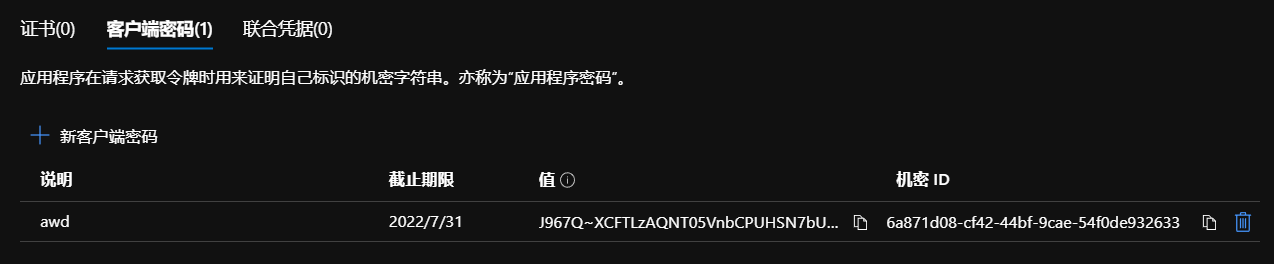 证书(0) 客户端密码(1) 联合凭据(0)
应用程序在请求获取令牌时用来证明自己标识的机密字符串。亦称为“应用程序密码”。
新客户端密码
说明 截止期限 值 机密 ID
awd 2022/7/31 J967Q~XCFTLzAQNT05VnbCPUHSN7bU... 6a871d08-cf42-44bf-9cae-54f0de932633